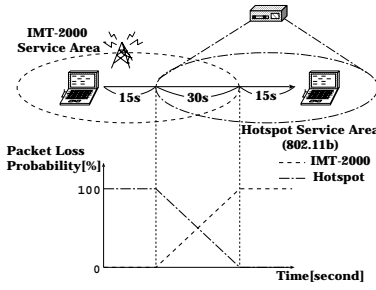 IMT-2000
Service Area
15s
30s
15s
Hotspot Service Area
(802.11b)
IMT-2000
Hotspot
Packet Loss
Probability[%]
100
0
Time[second]